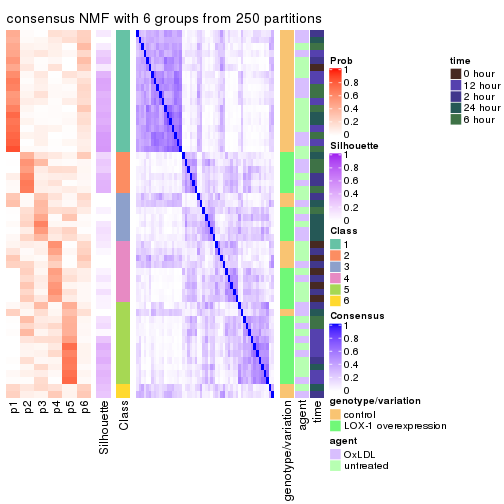 consensus NMF with 6 groups from 250 partitions
p1
p2
p3
p4
p5
p6
Silhouette
Class
genotype/variation
agent
time
Prob
1
0.8
0.6
0.4
0.2
0
Silhouette
1
0.8
0.6
0.4
0.2
0
Class
1
2
3
4
5
6
Consensus
1
0.8
0.6
0.4
0.2
0
genotype/variation
control
LOX-1 overexpression
agent
OxLDL
untreated
time
0 hour
12 hour
2 hour
24 hour
6 hour